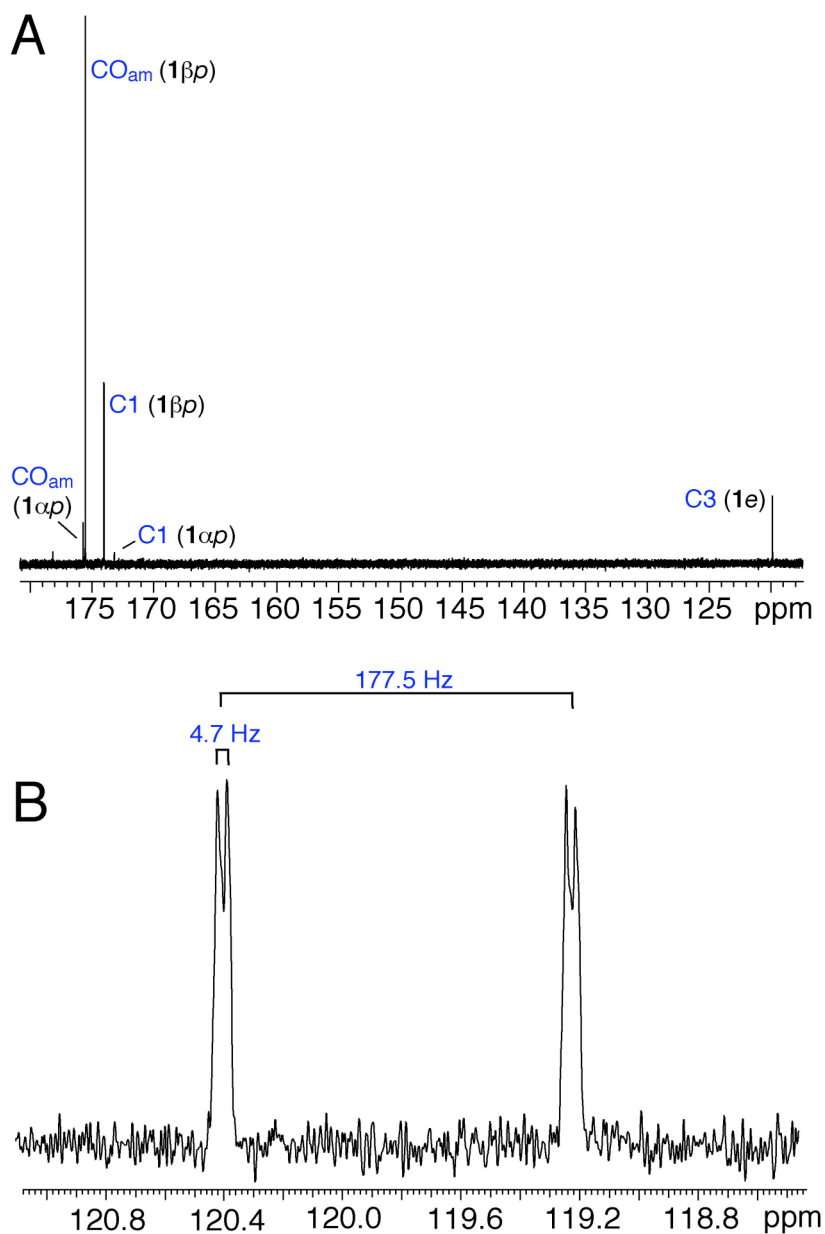 A
CO_am (1βp)
C1 (1βp)
CO_am
(1αp)
C1 (1αp)
C3 (1e)
175 170 165 160 155 150 145 140 135 130 125 ppm
177.5 Hz
4.7 Hz
B
120.8 120.4 120.0 119.6 119.2 118.8 ppm